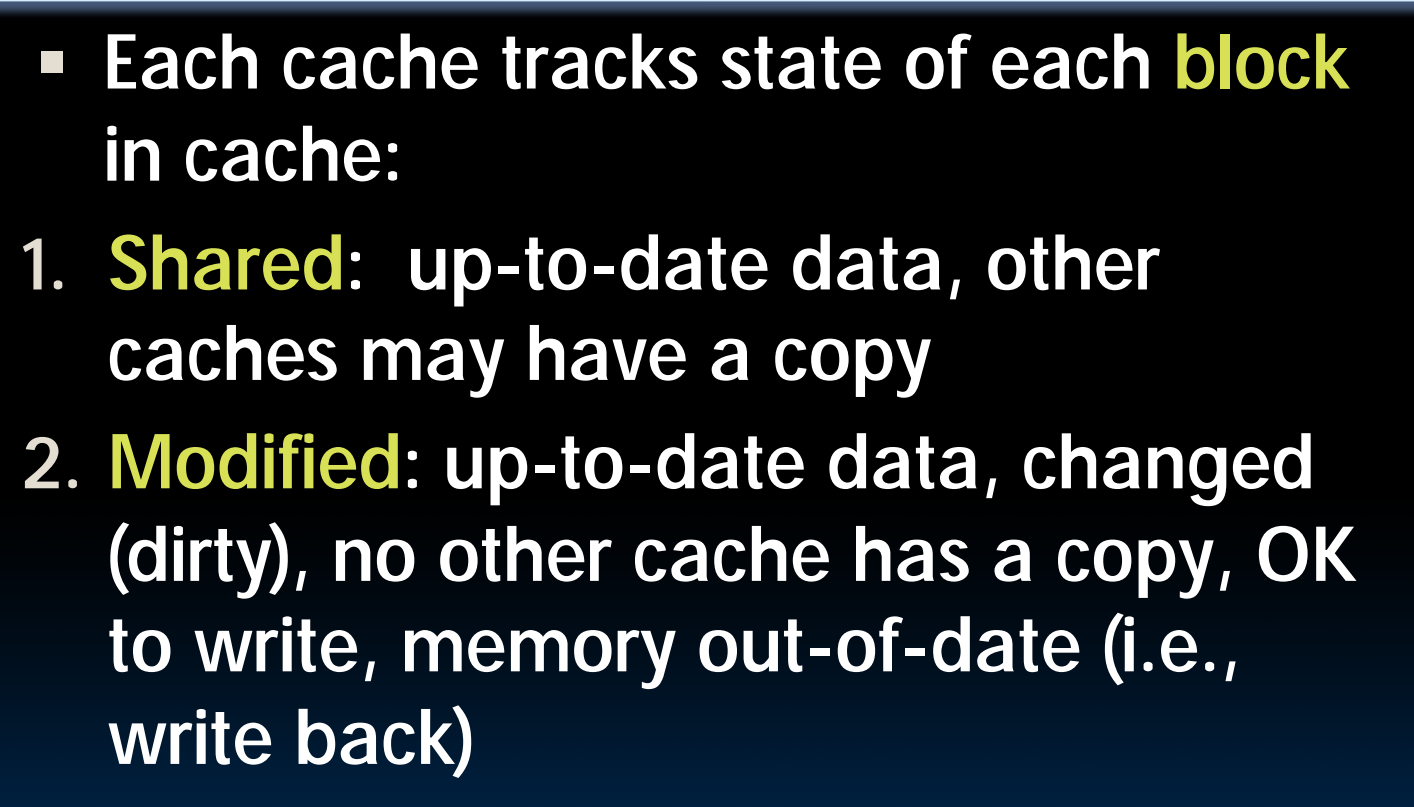 ▪ Each cache tracks state of each block
in cache:
1. Shared: up-to-date data, other
caches may have a copy
2. Modified: up-to-date data, changed
(dirty), no other cache has a copy, OK
to write, memory out-of-date (i.e.,
write back)